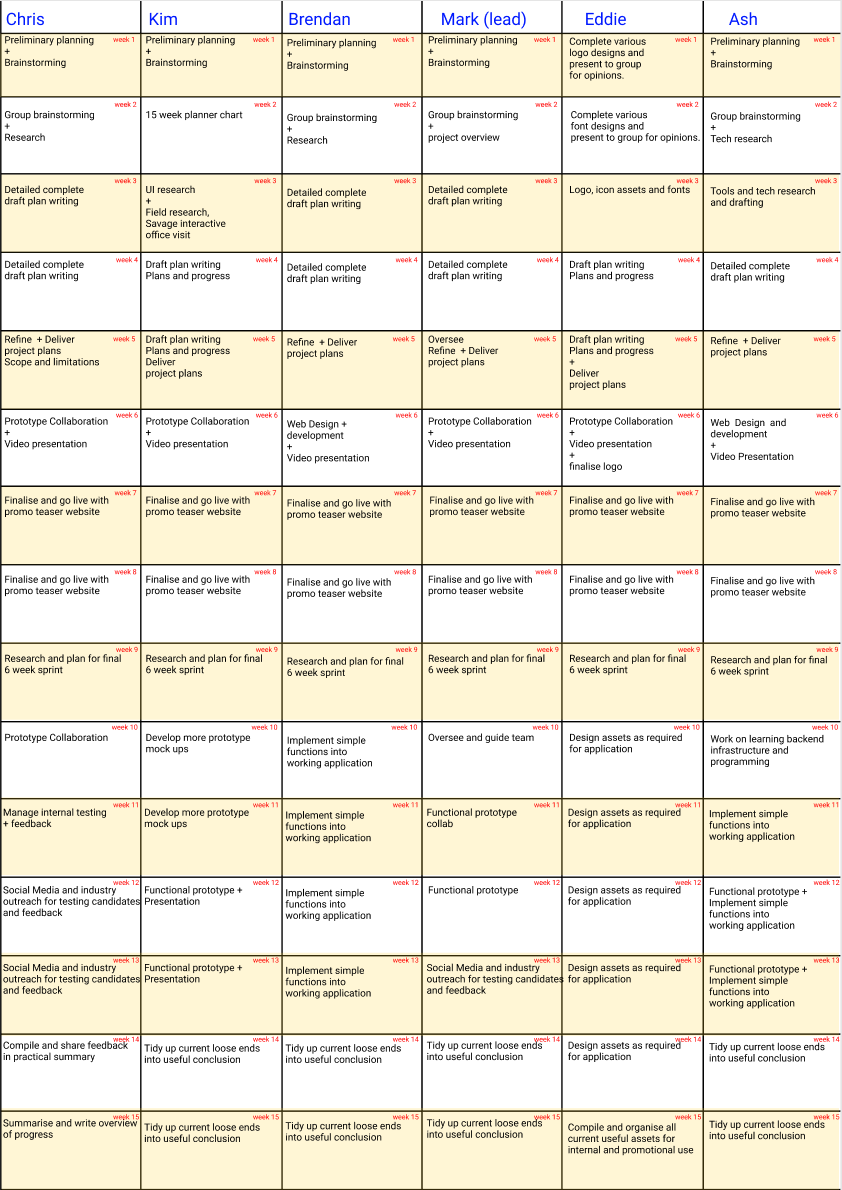 Chris
Kim
Brendan
Mark (lead)
Eddie
Ash
week 1
Preliminary planning
+
Brainstorming
week 1
Preliminary planning
+
Brainstorming
week 1
Preliminary planning
+
Brainstorming
week 1
Preliminary planning
+
Brainstorming
week 1
Complete various
logo designs and
present to group
for opinions.
week 1
Preliminary planning
+
Brainstorming
week 2
Group brainstorming
+
Research
week 2
15 week planner chart
week 2
Group brainstorming
+
Research
week 2
Group brainstorming
+
project overview
week 2
Complete various
font designs and
present to group for opinions.
week 2
Group brainstorming
+
Tech research
week 3
Detailed complete
draft plan writing
week 3
UI research
+
Field research,
Savage interactive
office visit
week 3
Detailed complete
draft plan writing
week 3
Detailed complete
draft plan writing
week 3
Logo, icon assets and fonts
week 3
Tools and tech research
and drafting
week 4
Detailed complete
draft plan writing
week 4
Draft plan writing
Plans and progress
week 4
Detailed complete
draft plan writing
week 4
Detailed complete
draft plan writing
week 4
Draft plan writing
Plans and progress
week 4
Detailed complete
draft plan writing
week 5
Refine + Deliver
project plans
Scope and limitations
week 5
Draft plan writing
Plans and progress
Deliver
project plans
week 5
Refine + Deliver
project plans
week 5
Oversee
Refine + Deliver
project plans
week 5
Draft plan writing
Plans and progress
+
Deliver
project plans
week 5
Refine + Deliver
project plans
week 6
Prototype Collaboration
+
Video presentation
week 6
Prototype Collaboration
+
Video presentation
week 6
Web Design +
development
+
Video presentation
week 6
Prototype Collaboration
+
Video presentation
week 6
Prototype Collaboration
+
Video presentation
+
finalise logo
week 6
Web Design and
development
+
Video Presentation
week 7
Finalise and go live with
promo teaser website
week 7
Finalise and go live with
promo teaser website
week 7
Finalise and go live with
promo teaser website
week 7
Finalise and go live with
promo teaser website
week 7
Finalise and go live with
promo teaser website
week 7
Finalise and go live with
promo teaser website
week 8
Finalise and go live with
promo teaser website
week 8
Finalise and go live with
promo teaser website
week 8
Finalise and go live with
promo teaser website
week 8
Finalise and go live with
promo teaser website
week 8
Finalise and go live with
promo teaser website
week 8
Finalise and go live with
promo teaser website
week 9
Research and plan for final
6 week sprint
week 9
Research and plan for final
6 week sprint
week 9
Research and plan for final
6 week sprint
week 9
Research and plan for final
6 week sprint
week 9
Research and plan for final
6 week sprint
week 9
Research and plan for final
6 week sprint
week 10
Prototype Collaboration
week 10
Develop more prototype
mock ups
week 10
Implement simple
functions into
working application
week 10
Oversee and guide team
week 10
Design assets as required
for application
week 10
Work on learning backend
infrastructure and
programming
week 11
Manage internal testing
+ feedback
week 11
Develop more prototype
mock ups
week 11
Implement simple
functions into
working application
week 11
Functional prototype
collab
week 11
Design assets as required
for application
week 11
Implement simple
functions into
working application
week 12
Social Media and industry
outreach for testing candidates
and feedback
week 12
Functional prototype +
Presentation
week 12
Implement simple
functions into
working application
week 12
Functional prototype
week 12
Design assets as required
for application
week 12
Functional prototype +
Implement simple
functions into
working application
week 13
Social Media and industry
outreach for testing candidates
and feedback
week 13
Functional prototype +
Presentation
week 13
Implement simple
functions into
working application
week 13
Social Media and industry
outreach for testing candidates
and feedback
week 13
Design assets as required
for application
week 13
Functional prototype +
Implement simple
functions into
working application
week 14
Compile and share feedback
in practical summary
week 14
Tidy up current loose ends
into useful conclusion
week 14
Tidy up current loose ends
into useful conclusion
week 14
Tidy up current loose ends
into useful conclusion
week 14
Design assets as required
for application
week 14
Tidy up current loose ends
into useful conclusion
week 15
Summarise and write overview
of progress
week 15
Tidy up current loose ends
into useful conclusion
week 15
Tidy up current loose ends
into useful conclusion
week 15
Tidy up current loose ends
into useful conclusion
week 15
Compile and organise all
current useful assets for
internal and promotional use
week 15
Tidy up current loose ends
into useful conclusion